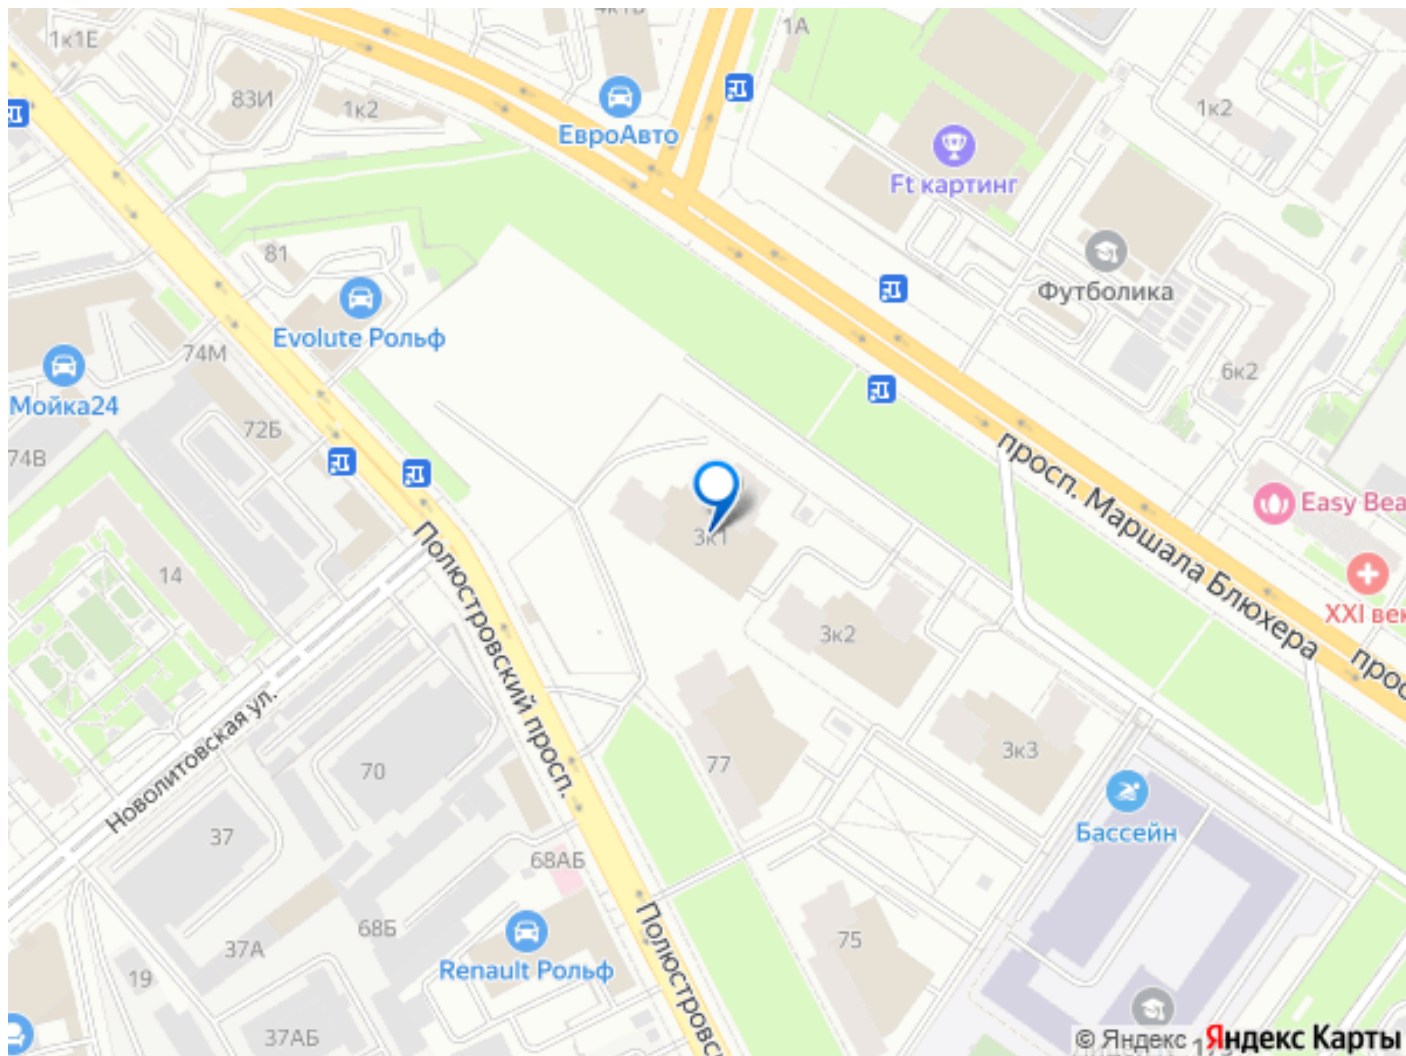 1к1Е
83И
1к2
4к1Б
1А
ЕвроАвто
Ft картинг
1к2
Футболика
81
Evolute Рольф
74М
Мойка24
74В
72Б
6к2
просп. Маршала Блюхера
Easy Bea
XXI век
прос
3к1
14
Полюстровский просп.
3к2
Новолитовская ул.
3к3
77
70
Бассейн
37
68АБ
68Б
37А
Полюстровс
75
19
Renault Рольф
37АБ
© Яндекс Яндекс Карты